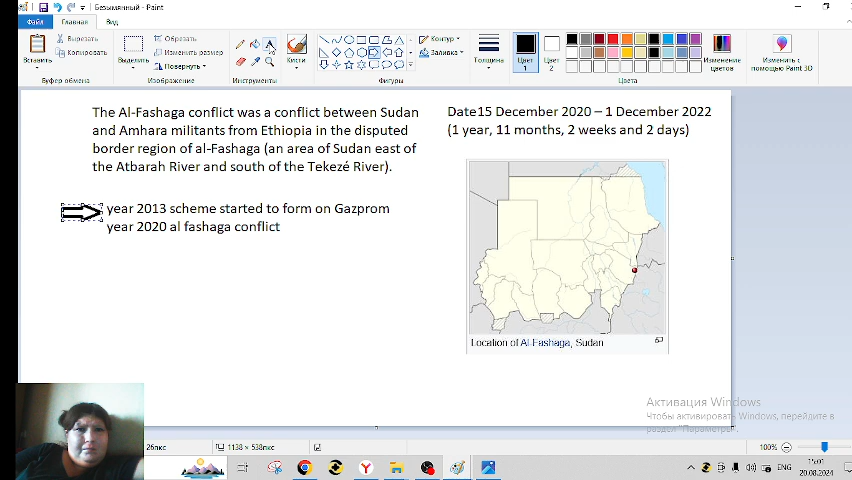 Безымянный - Paint
Файл Главная Вид
Вставить
Вырезать
Копировать
Буфер обмена
Выделить
Обрезать
Изменить размер
Повернуть
Изображение
Инструменты
Кисти
Контур
Заливка
Фигуры
Толщина
Цвет 1
Цвет 2
Изменение цветов
Цвета
Изменить с помощью Paint 3D
The Al-Fashaga conflict was a conflict between Sudan
and Amhara militants from Ethiopia in the disputed
border region of al-Fashaga (an area of Sudan east of
the Atbarah River and south of the Tekezé River).
Date15 December 2020 – 1 December 2022
(1 year, 11 months, 2 weeks and 2 days)
year 2013 scheme started to form on Gazprom
year 2020 al fashaga conflict
Location of Al-Fashaga, Sudan
Активация Windows
Чтобы активировать Windows, перейдите в
раздел "Параметры".
26пкс
1138 × 538пкс
100%
ENG
15:01
20.08.2024